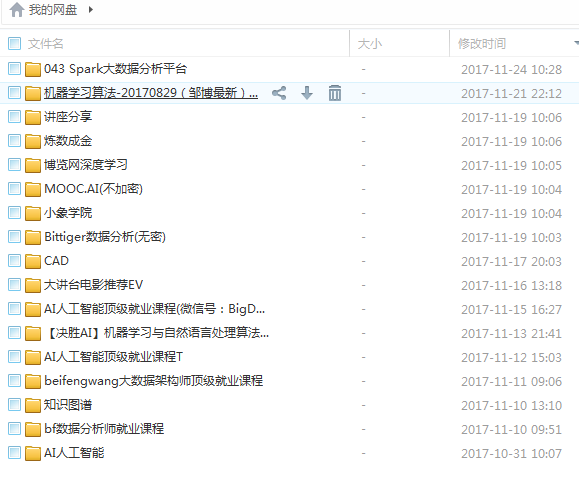 我的网盘
文件名 大小 修改时间
043 Spark大数据分析平台 - 2017-11-24 10:28
机器学习算法-20170829（邹博最新）... - 2017-11-21 22:12
讲座分享 - 2017-11-19 10:06
炼数成金 - 2017-11-19 10:06
博览网深度学习 - 2017-11-19 10:05
MOOC.AI(不加密) - 2017-11-19 10:04
小象学院 - 2017-11-19 10:04
Bittiger数据分析(无密) - 2017-11-19 10:03
CAD - 2017-11-17 20:03
大讲台电影推荐EV - 2017-11-16 13:18
AI人工智能顶级就业课程(微信号：BigD... - 2017-11-15 16:27
【决胜AI】机器学习与自然语言处理算法... - 2017-11-13 21:41
AI人工智能顶级就业课程T - 2017-11-12 15:03
beifengwang大数据架构师顶级就业课程 - 2017-11-11 09:06
知识图谱 - 2017-11-10 13:10
bf数据分析师就业课程 - 2017-11-10 09:51
AI人工智能 - 2017-10-31 10:07